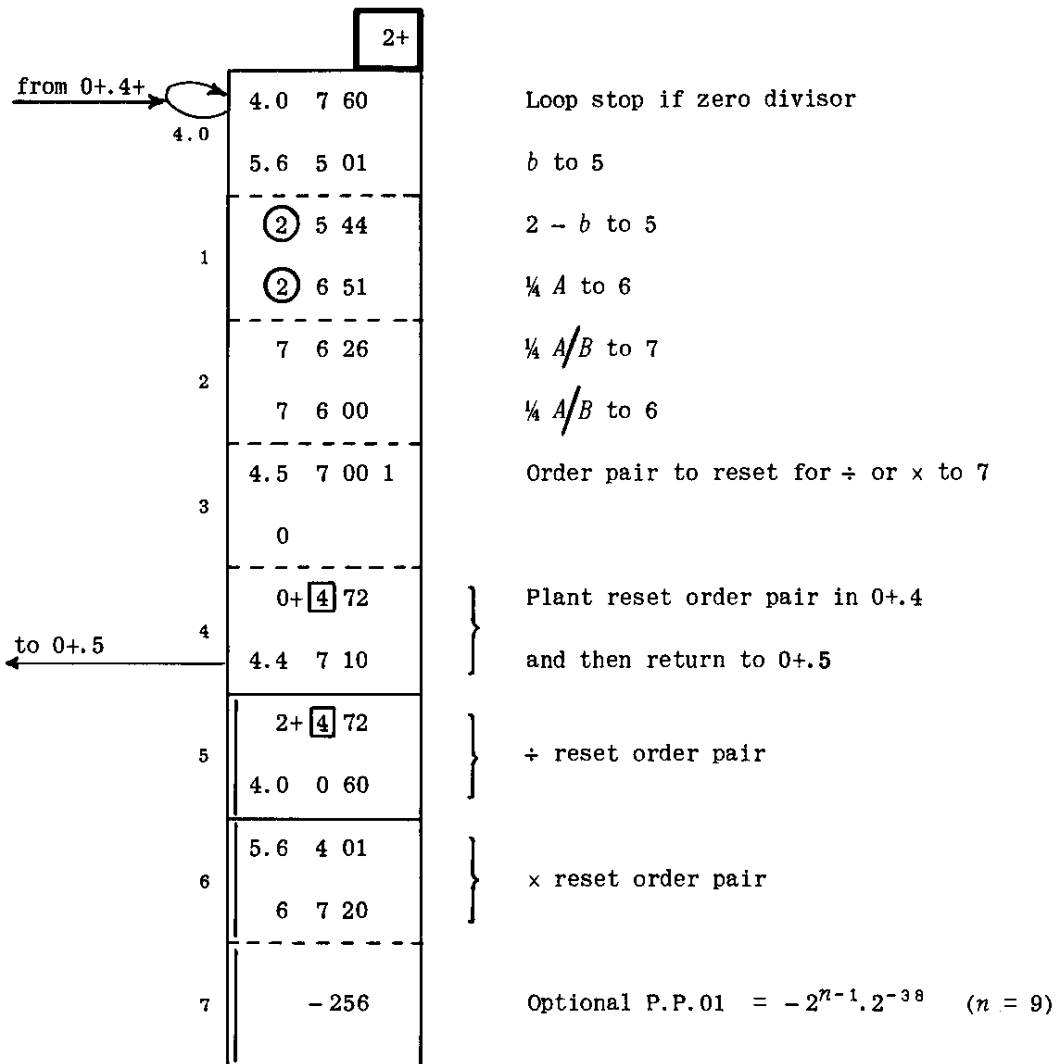 2+
from 0+.4+
4.0 7 60 Loop stop if zero divisor
4.0
5.6 5 01 b to 5
2 5 44 2 - b to 5
1
2 6 51 ¼ A to 6
7 6 26 ¼ A/B to 7
2
7 6 00 ¼ A/B to 6
4.5 7 00 1 Order pair to reset for ÷ or × to 7
3
0
0+ 4 72 } Plant reset order pair in 0+.4
4
to 0+.5
4.4 7 10 and then return to 0+.5
2+ 4 72
5 } ÷ reset order pair
4.0 0 60
5.6 4 01
6 } × reset order pair
6 7 20
7 -256 Optional P.P.01 = -2ⁿ⁻¹.2⁻³⁸ (n = 9)